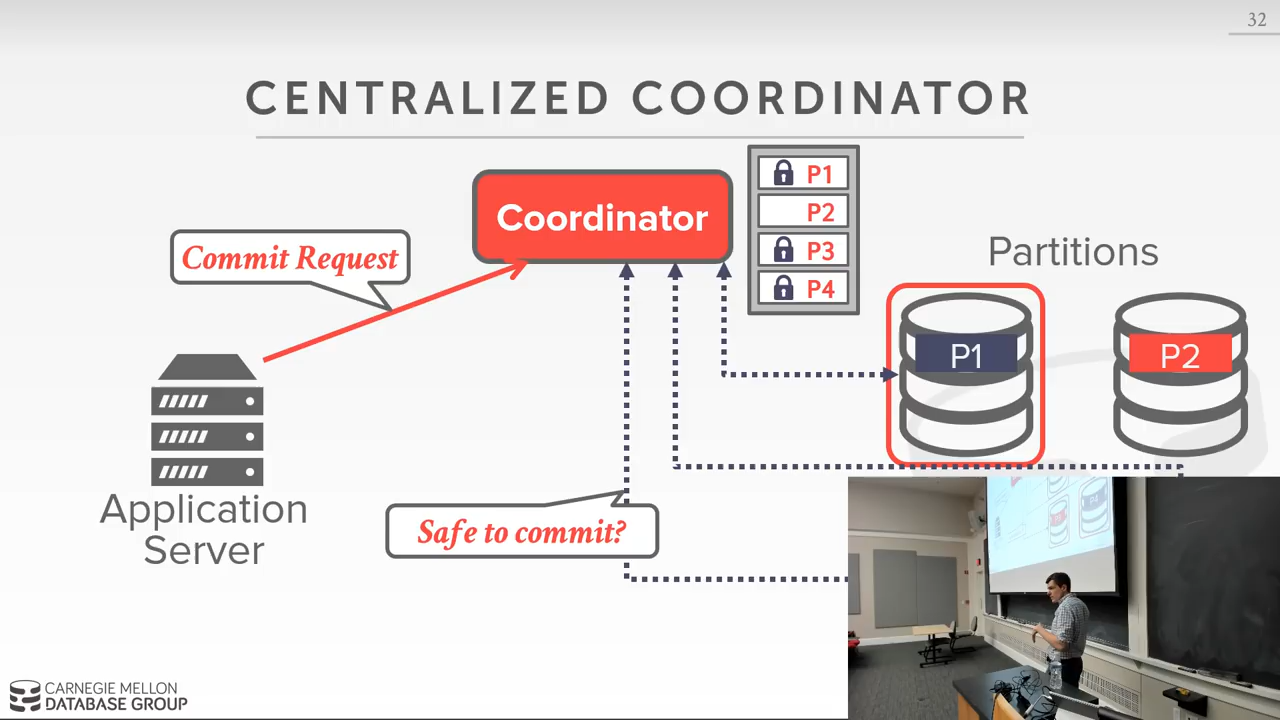 32
CENTRALIZED COORDINATOR
Coordinator
P1
P2
P3
P4
Commit Request
Partitions
P1
P2
Application
Server
Safe to commit?
CARNEGIE MELLON
DATABASE GROUP